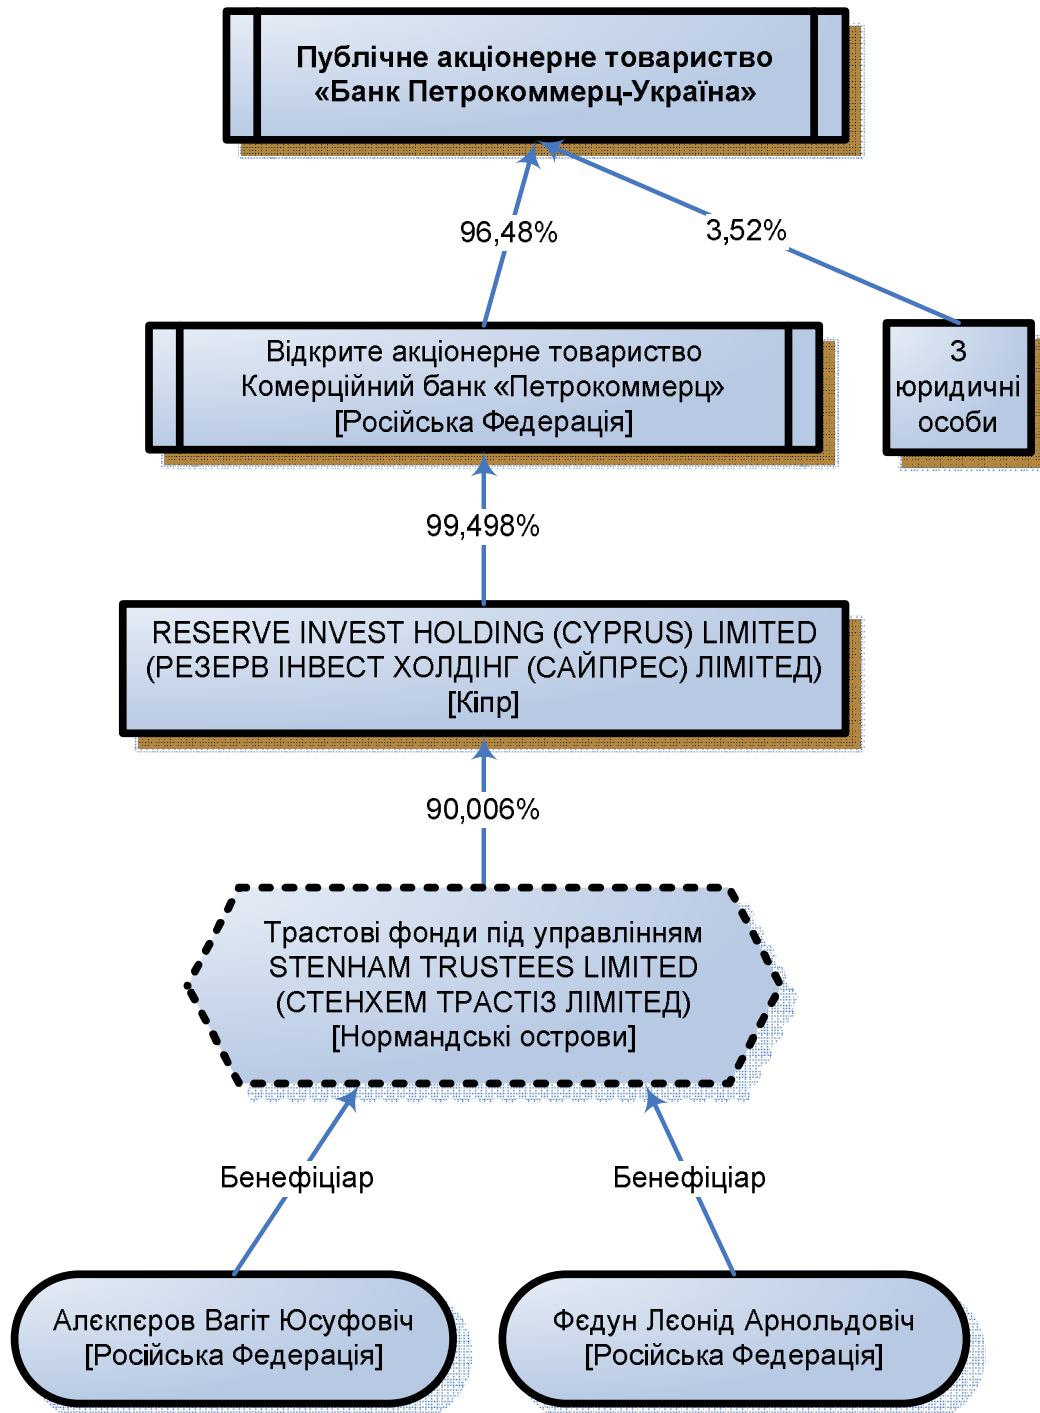 Публічне акціонерне товариство
«Банк Петрокоммерц-Україна»
96,48%
3,52%
Відкрите акціонерне товариство
Комерційний банк «Петрокоммерц»
[Російська Федерація]
3
юридичні
особи
99,498%
RESERVE INVEST HOLDING (CYPRUS) LIMITED
(РЕЗЕРВ ІНВЕСТ ХОЛДІНГ (САЙПРЕС) ЛІМІТЕД)
[Кіпр]
90,006%
Трастові фонди під управлінням
STENHAM TRUSTEES LIMITED
(СТЕНХЕМ ТРАСТІЗ ЛІМІТЕД)
[Нормандські острови]
Бенефіціар
Бенефіціар
Алєкпєров Вагіт Юсуфовіч
[Російська Федерація]
Фєдун Лєонід Арнольдовіч
[Російська Федерація]